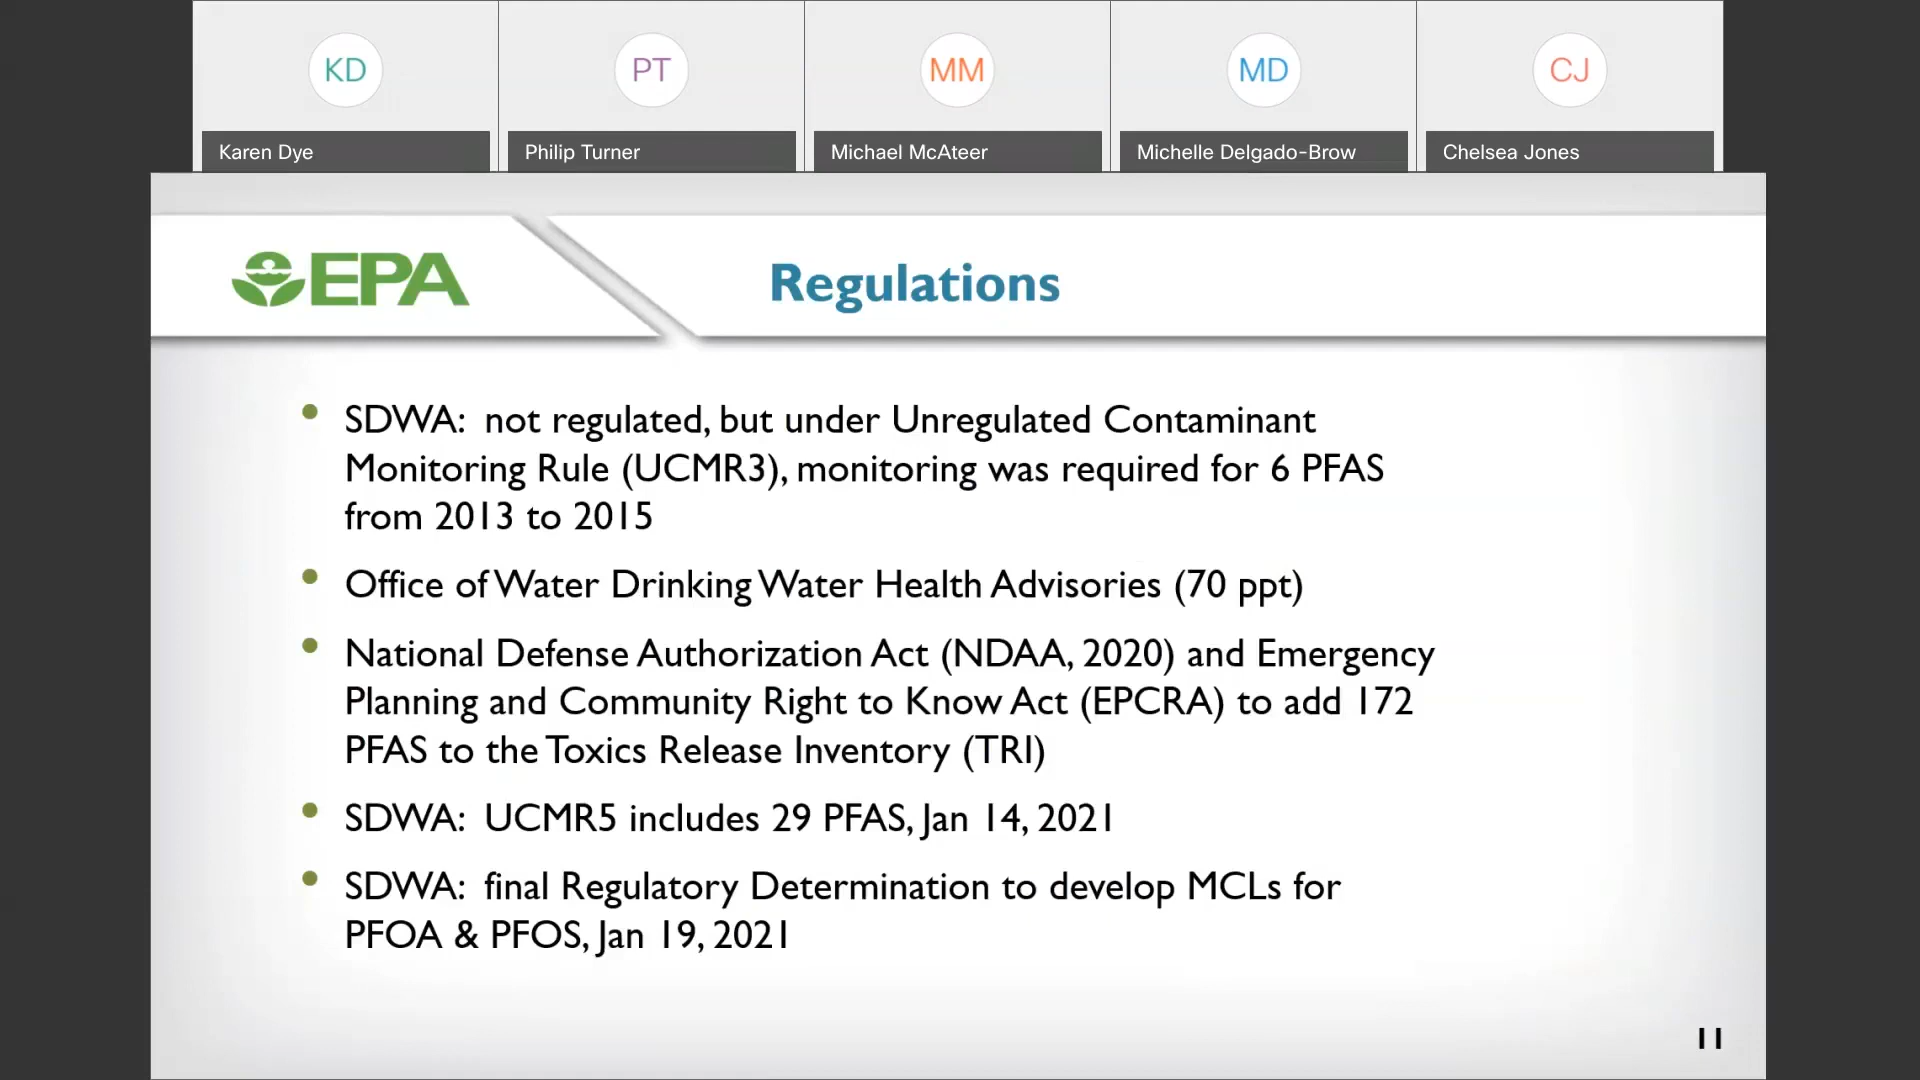 KD
PT
MM
MD
CJ
Karen Dye
Philip Turner
Michael McAteer
Michelle Delgado-Brow
Chelsea Jones
EPA
Regulations
• SDWA: not regulated, but under Unregulated Contaminant
Monitoring Rule (UCMR3), monitoring was required for 6 PFAS
from 2013 to 2015
• Office of Water Drinking Water Health Advisories (70 ppt)
• National Defense Authorization Act (NDAA, 2020) and Emergency
Planning and Community Right to Know Act (EPCRA) to add 172
PFAS to the Toxics Release Inventory (TRI)
• SDWA: UCMR5 includes 29 PFAS, Jan 14, 2021
• SDWA: final Regulatory Determination to develop MCLs for
PFOA & PFOS, Jan 19, 2021
11